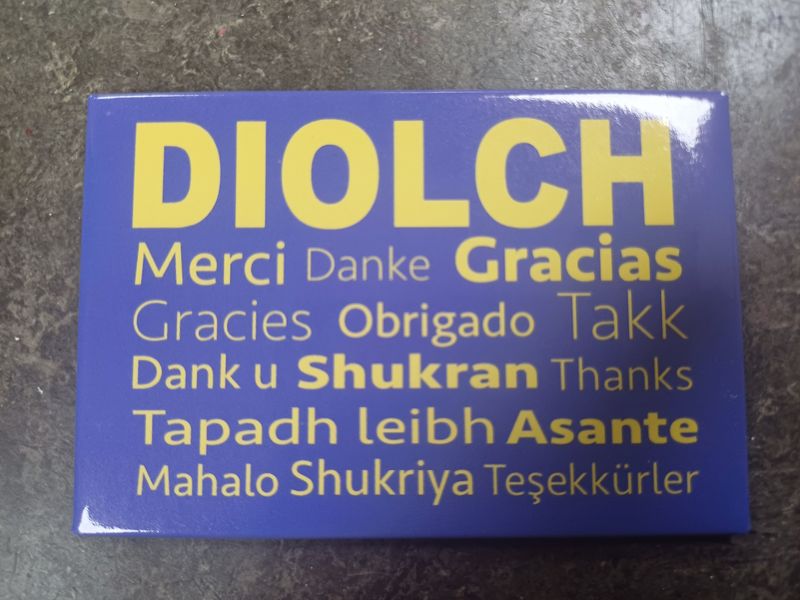 DIOLCH
Merci Danke Gracias
Gracies Obrigado Takk
Dank u Shukran Thanks
Tapadh leibh Asante
Mahalo Shukriya Teşekkürler